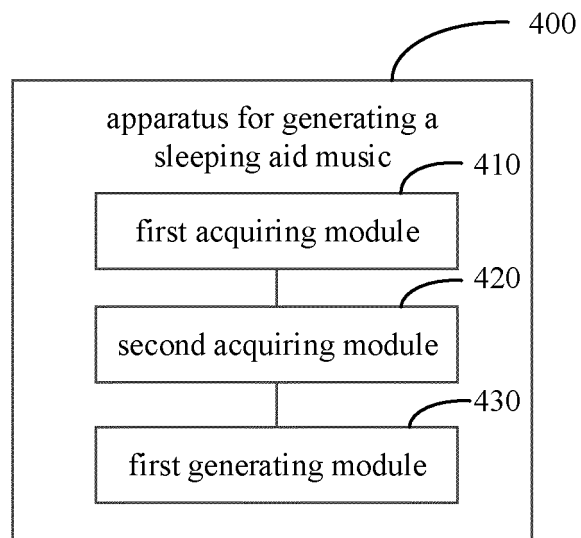 400
apparatus for generating a
sleeping aid music
410
first acquiring module
420
second acquiring module
430
first generating module